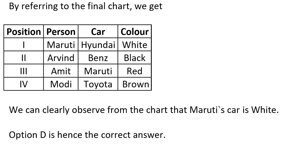 By referring to the final chart, we get
Position Person Car Colour
I Maruti Hyundai White
II Arvind Benz Black
III Amit Maruti Red
IV Modi Toyota Brown
We can clearly observe from the chart that Maruti`s car is White.
Option D is hence the correct answer.